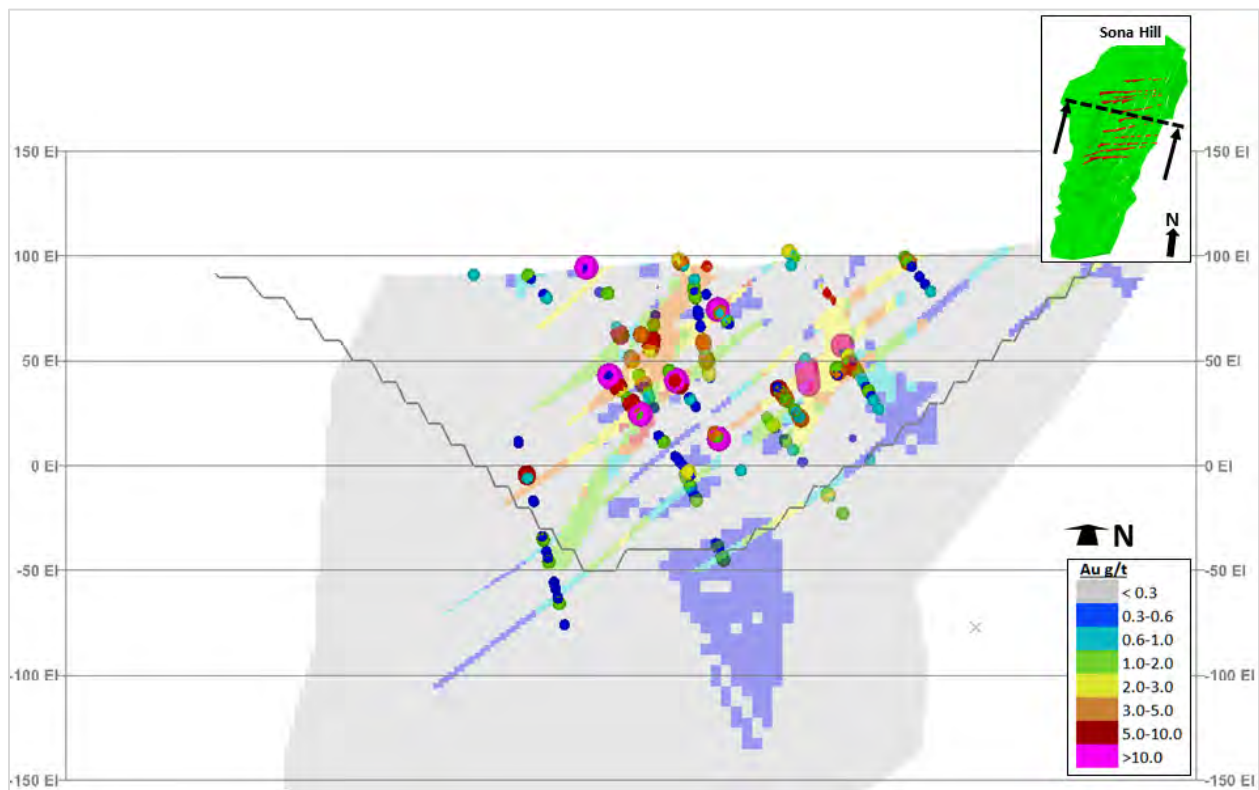 Sona Hill
N
150 El
150 El
100 El
100 El
50 El
50 El
0 El
0 El
-50 El
-50 El
-100 El
-100 El
-150 El
-150 El
N
Au g/t
< 0.3
0.3-0.6
0.6-1.0
1.0-2.0
2.0-3.0
3.0-5.0
5.0-10.0
>10.0